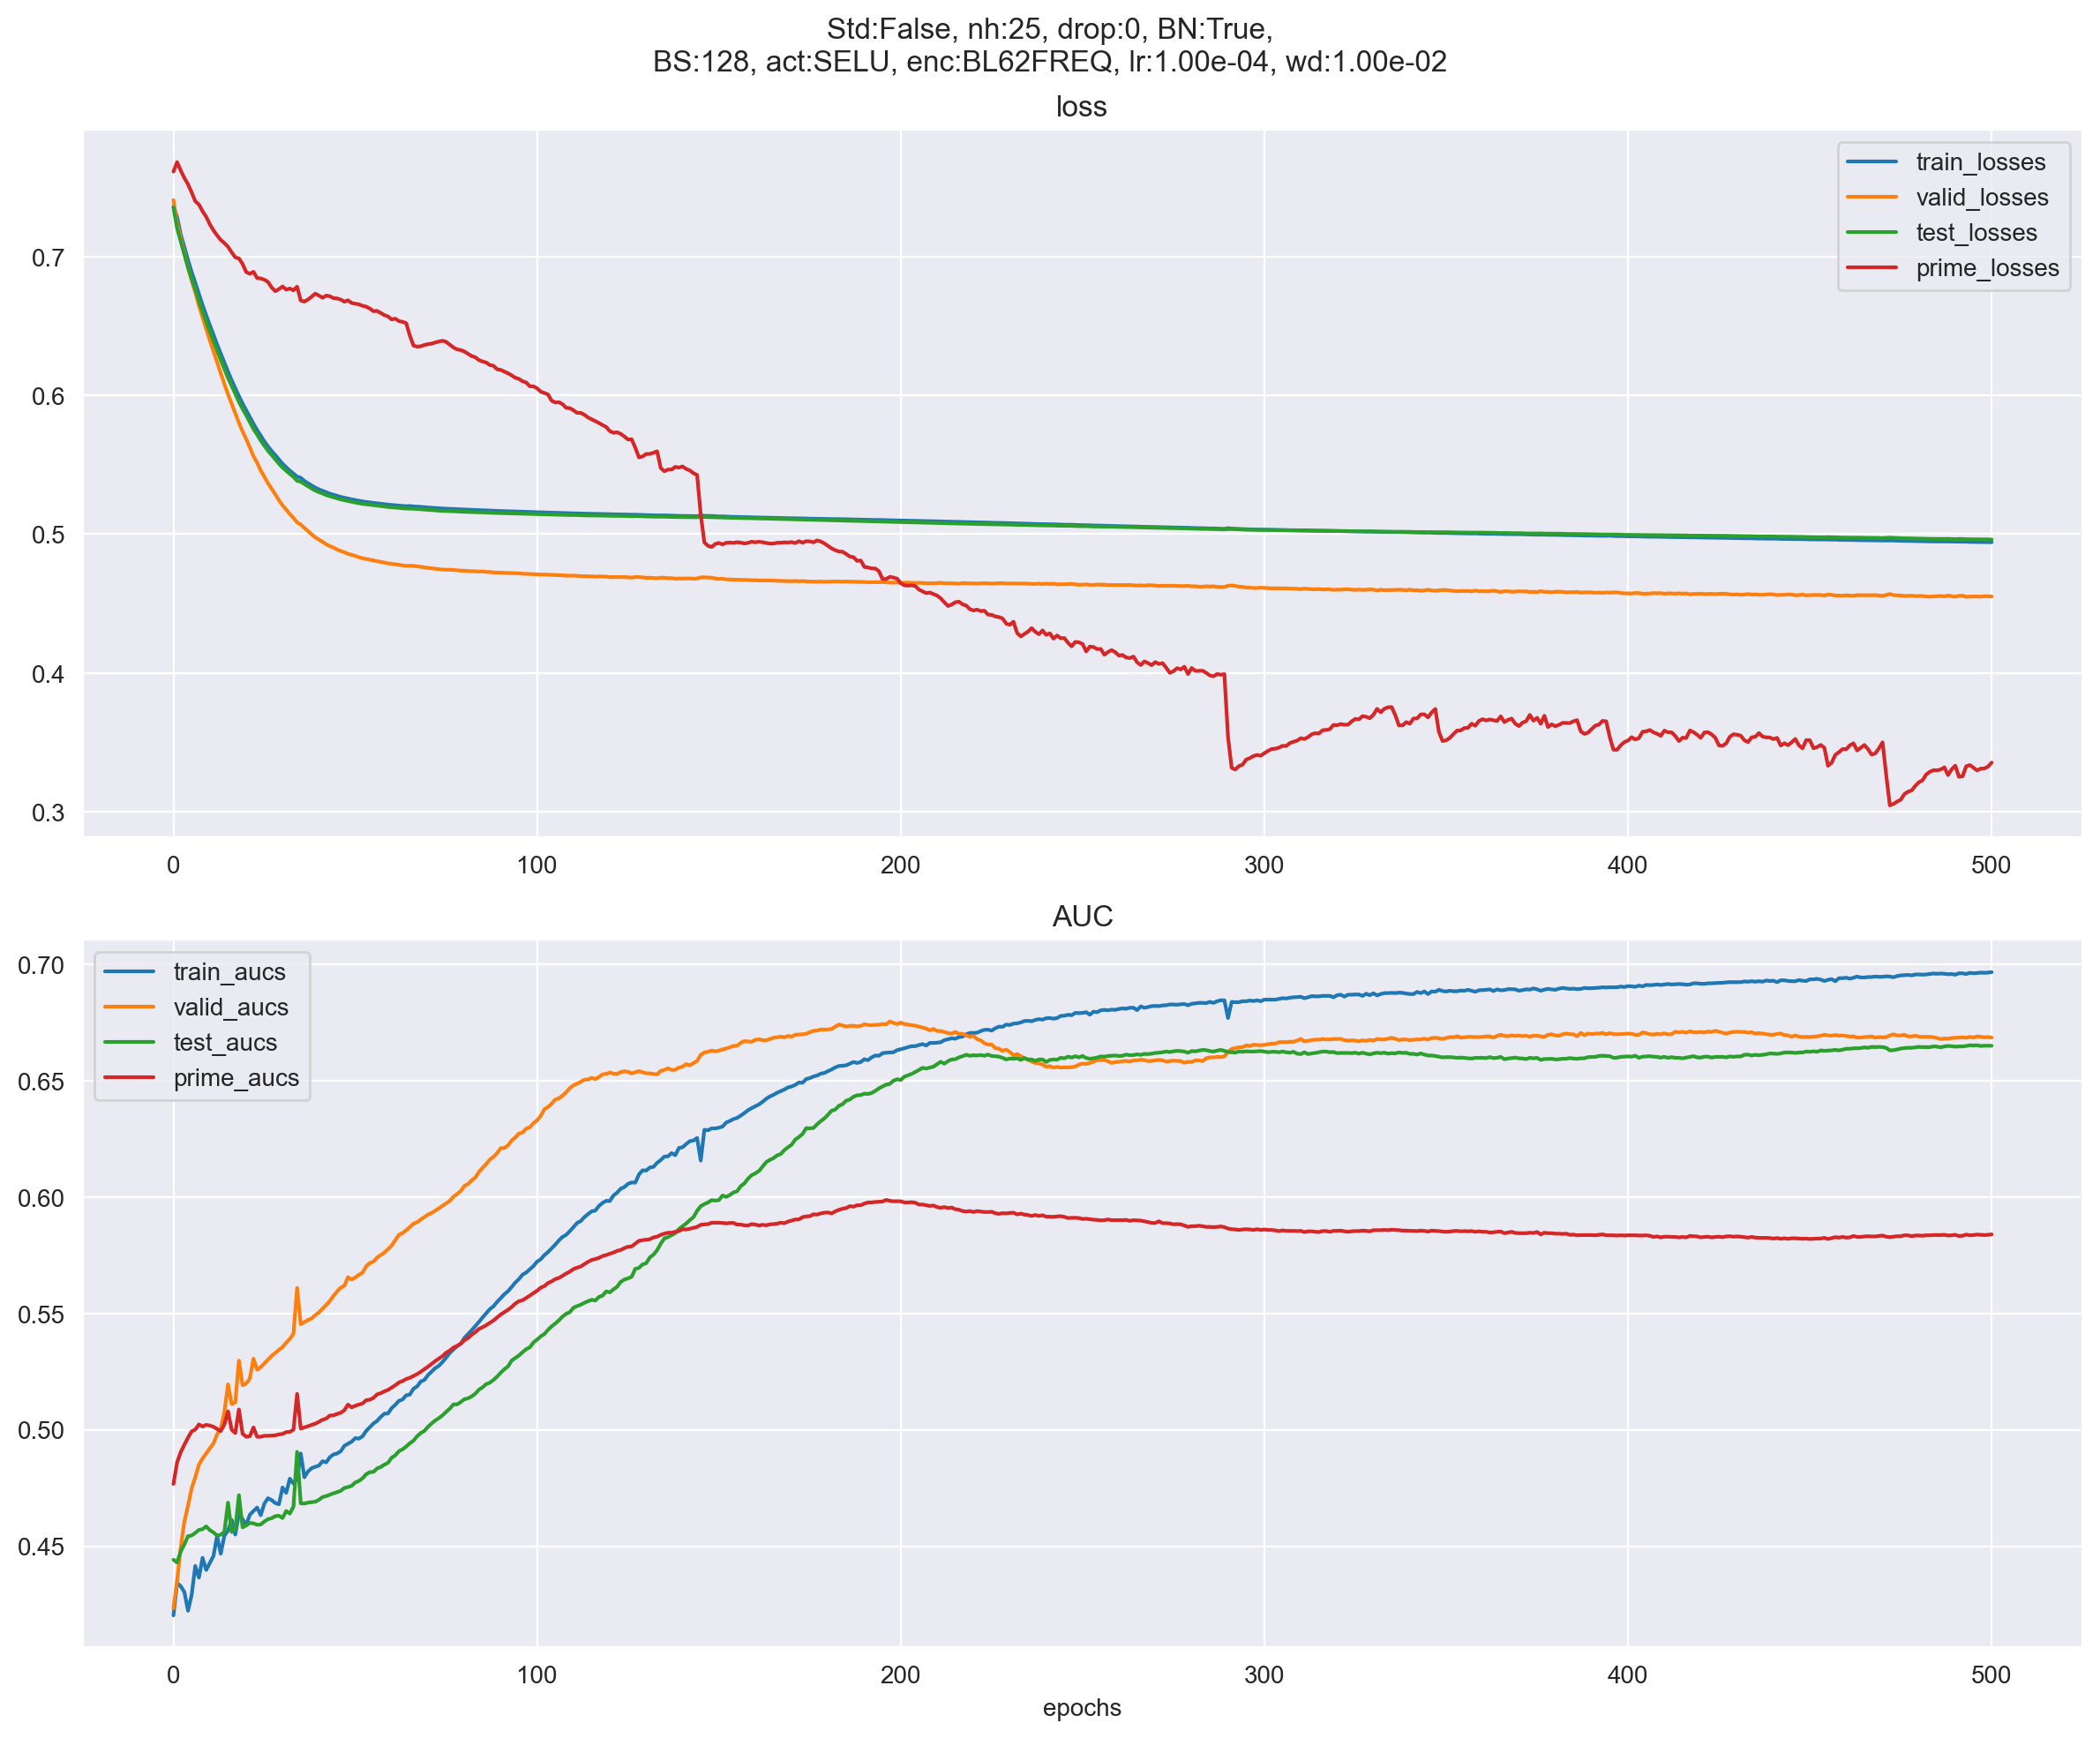 Std:False, nh:25, drop:0, BN:True,
BS:128, act:SELU, enc:BL62FREQ, lr:1.00e-04, wd:1.00e-02
loss
train_losses
valid_losses
test_losses
prime_losses
0.7
0.6
0.5
0.4
0.3
0 100 200 300 400 500
AUC
train_aucs
valid_aucs
test_aucs
prime_aucs
0.70
0.65
0.60
0.55
0.50
0.45
0 100 200 300 400 500
epochs